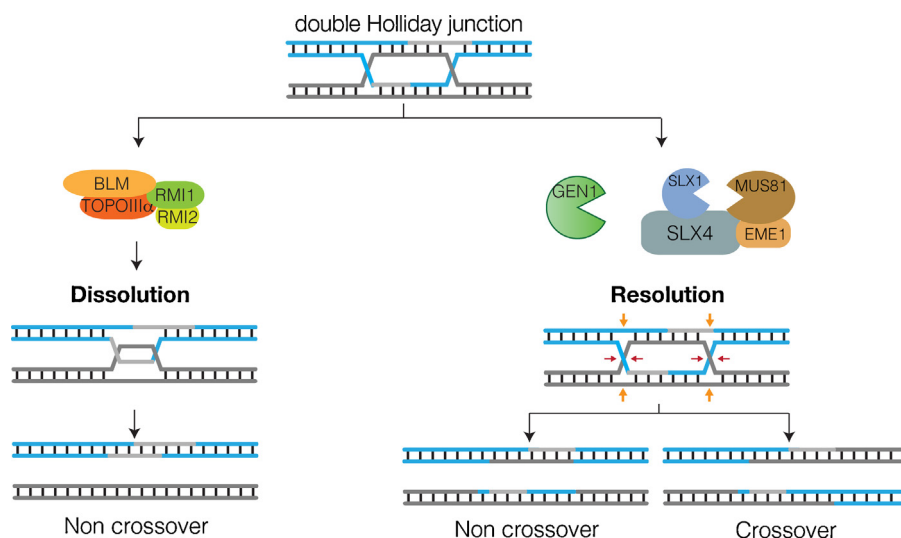 double Holliday junction
BLM
TOPOIIIα
RMI1
RMI2
GEN1
SLX1
MUS81
SLX4
EME1
Dissolution
Resolution
Non crossover
Non crossover
Crossover